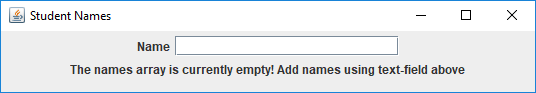 Student Names
Name
The names array is currently empty! Add names using text-field above